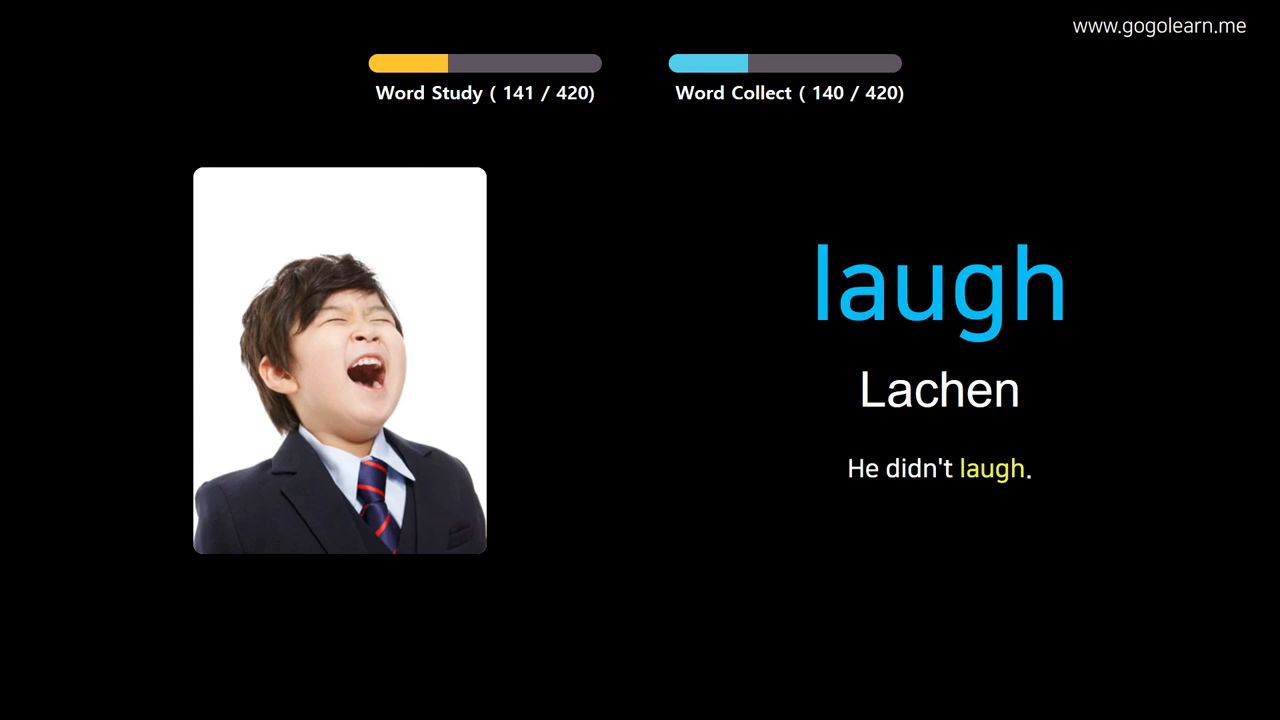 www.gogolearn.me
Word Study ( 141 / 420)
Word Collect ( 140 / 420)
laugh
Lachen
He didn't laugh.